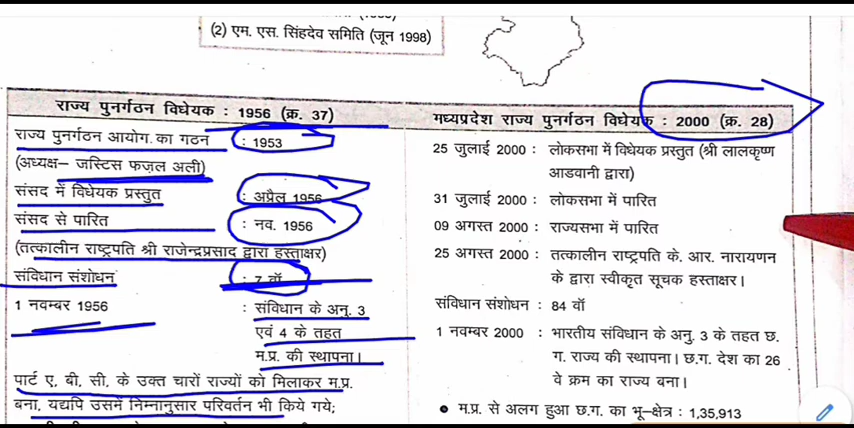 (2) एम. एस. सिंहदेव समिति (जून 1998)
राज्य पुनर्गठन विधेयक : 1956 (क्र. 37)
राज्य पुनर्गठन आयोग का गठन : 1953
(अध्यक्ष– जस्टिस फज़ल अली)
संसद में विधेयक प्रस्तुत : अप्रैल 1956
संसद से पारित : नव. 1956
(तत्कालीन राष्ट्रपति श्री राजेन्द्रप्रसाद द्वारा हस्ताक्षर)
संविधान संशोधन : 7 वाँ
1 नवम्बर 1956 : संविधान के अनु. 3
एवं 4 के तहत
म.प्र. की स्थापना।
पार्ट ए, बी, सी, के उक्त चारों राज्यों को मिलाकर म.प्र.
बना, यद्यपि उसमें निम्नानुसार परिवर्तन भी किये गये;
मध्यप्रदेश राज्य पुनर्गठन विधेयक : 2000 (क्र. 28)
25 जुलाई 2000 : लोकसभा में विधेयक प्रस्तुत (श्री लालकृष्ण
आडवानी द्वारा)
31 जुलाई 2000 : लोकसभा में पारित
09 अगस्त 2000 : राज्यसभा में पारित
25 अगस्त 2000 : तत्कालीन राष्ट्रपति के. आर. नारायणन
के द्वारा स्वीकृत सूचक हस्ताक्षर।
संविधान संशोधन : 84 वाँ
1 नवम्बर 2000 : भारतीय संविधान के अनु. 3 के तहत छ.
ग. राज्य की स्थापना। छ.ग. देश का 26
वे क्रम का राज्य बना।
● म.प्र. से अलग हुआ छ.ग. का भू–क्षेत्र : 1,35,913